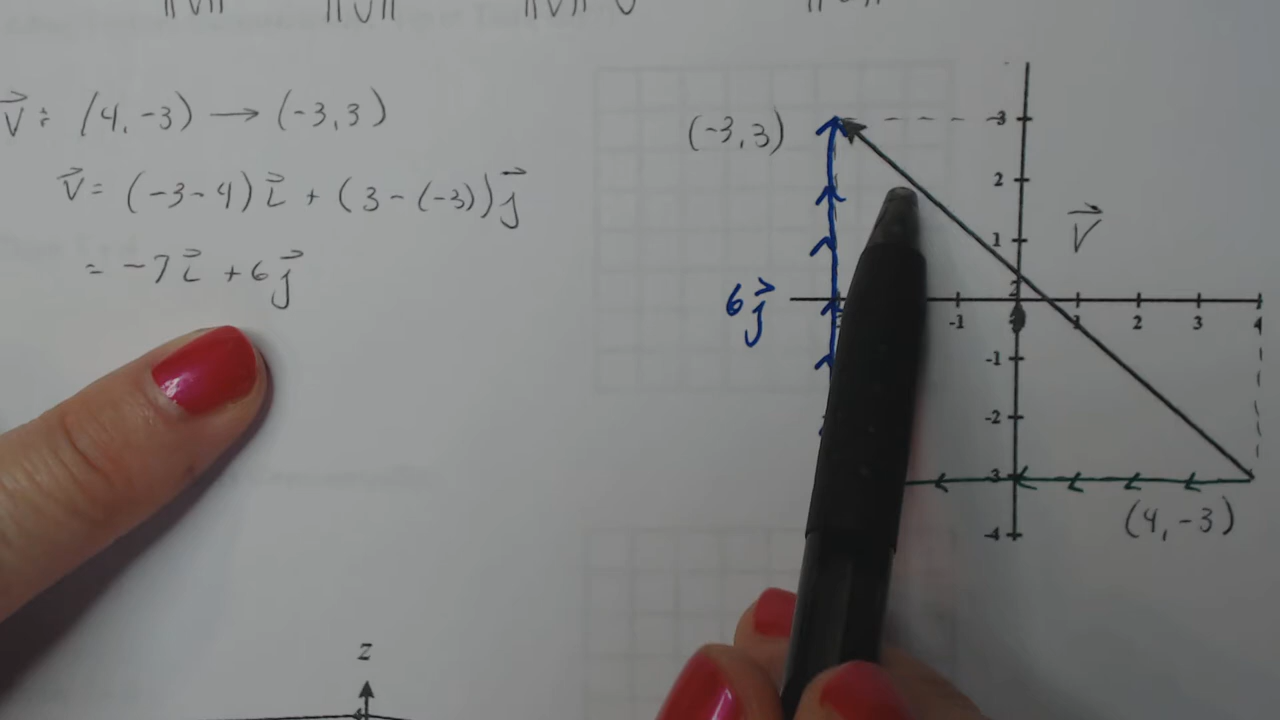 v⃗ : (4, -3) → (-3, 3)
v⃗ = (-3 - 4) i⃗ + (3 - (-3)) j⃗
= -7 i⃗ + 6 j⃗
(-3, 3)
3
2
1
v⃗
6 j⃗
-1
1
2
3
4
-1
-2
-3
-4
(4, -3)
z